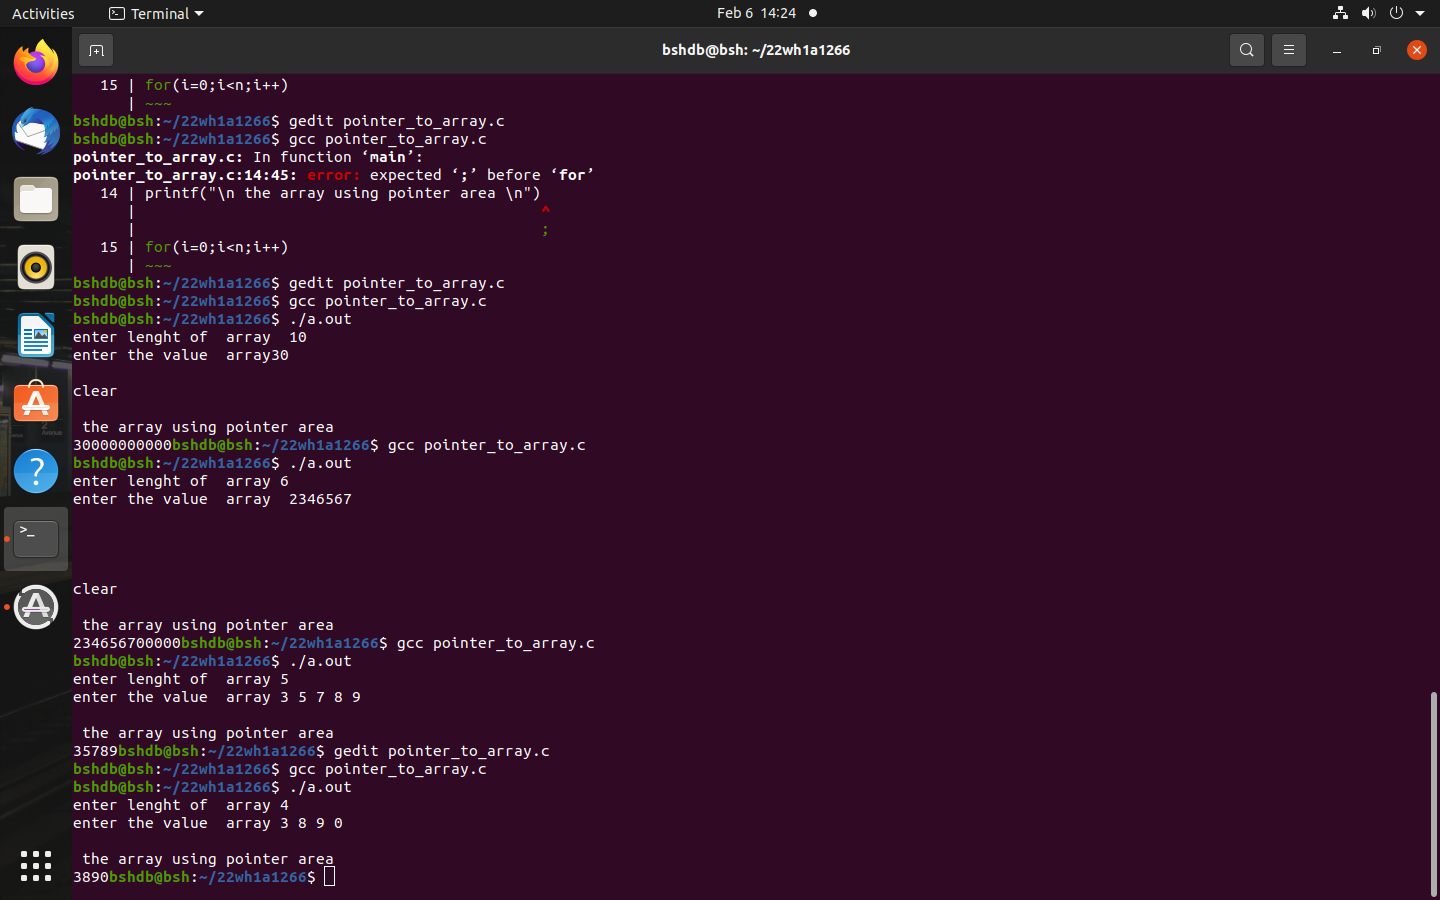 Activities
Terminal
Feb 6 14:24
bshdb@bsh: ~/22wh1a1266
15 | for(i=0;i<n;i++)
| ~~~
bshdb@bsh:~/22wh1a1266$ gedit pointer_to_array.c
bshdb@bsh:~/22wh1a1266$ gcc pointer_to_array.c
pointer_to_array.c: In function ‘main’:
pointer_to_array.c:14:45: error: expected ‘;’ before ‘for’
14 | printf("\n the array using pointer area \n")
| ^
| ;
15 | for(i=0;i<n;i++)
| ~~~
bshdb@bsh:~/22wh1a1266$ gedit pointer_to_array.c
bshdb@bsh:~/22wh1a1266$ gcc pointer_to_array.c
bshdb@bsh:~/22wh1a1266$ ./a.out
enter lenght of  array  10
enter the value  array30
clear
the array using pointer area
30000000000bshdb@bsh:~/22wh1a1266$ gcc pointer_to_array.c
bshdb@bsh:~/22wh1a1266$ ./a.out
enter lenght of  array 6
enter the value  array  2346567
clear
the array using pointer area
234656700000bshdb@bsh:~/22wh1a1266$ gcc pointer_to_array.c
bshdb@bsh:~/22wh1a1266$ ./a.out
enter lenght of  array 5
enter the value  array 3 5 7 8 9
the array using pointer area
35789bshdb@bsh:~/22wh1a1266$ gedit pointer_to_array.c
bshdb@bsh:~/22wh1a1266$ gcc pointer_to_array.c
bshdb@bsh:~/22wh1a1266$ ./a.out
enter lenght of  array 4
enter the value  array 3 8 9 0
the array using pointer area
3890bshdb@bsh:~/22wh1a1266$